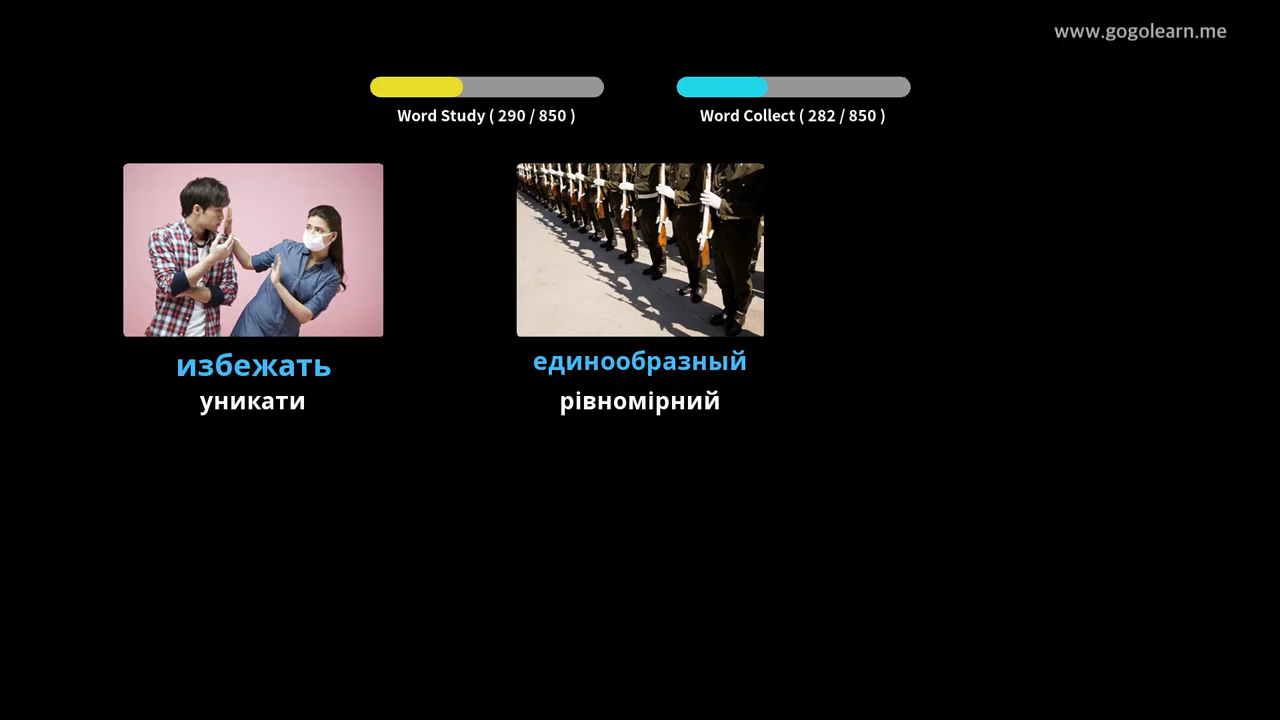 www.gogolearn.me
Word Study ( 290 / 850 )
Word Collect ( 282 / 850 )
избежать
уникати
единообразный
рівномірний